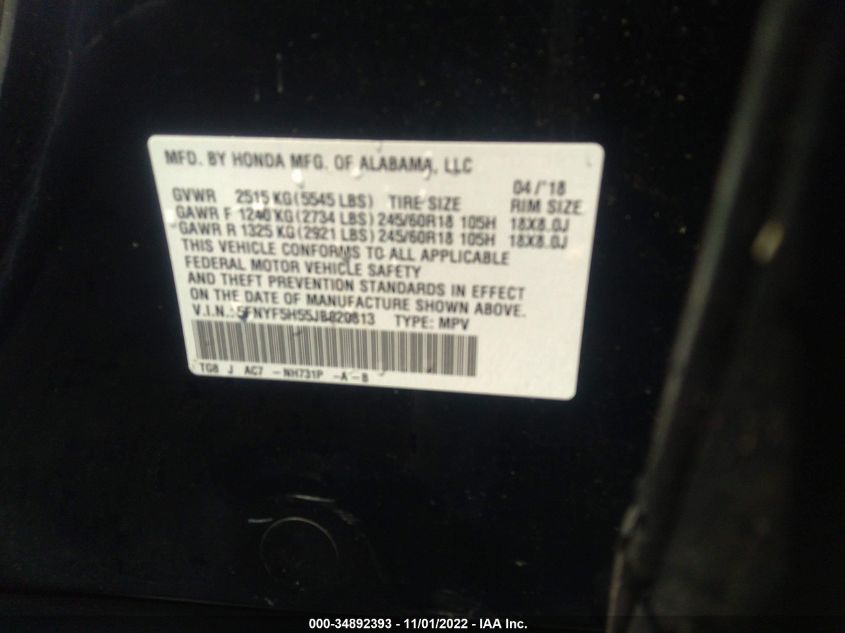 MFD. BY HONDA MFG. OF ALABAMA, LLC
04/'18
GVWR 2515 KG(5545 LBS) TIRE SIZE RIM SIZE
GAWR F 1240 KG(2734 LBS) 245/60R18 105H 18X8.0J
GAWR R 1325 KG(2921 LBS) 245/60R18 105H 18X8.0J
THIS VEHICLE CONFORMS TO ALL APPLICABLE
FEDERAL MOTOR VEHICLE SAFETY
AND THEFT PREVENTION STANDARDS IN EFFECT
ON THE DATE OF MANUFACTURE SHOWN ABOVE.
V.I.N.: TYPE: MPV
TG8 J AC7 -NH731P -A-B
000-34892393 - 11/01/2022 - IAA Inc.